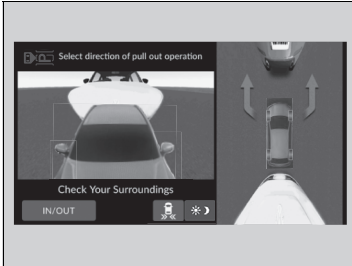 Select direction of pull out operation
Check Your Surroundings
IN/OUT